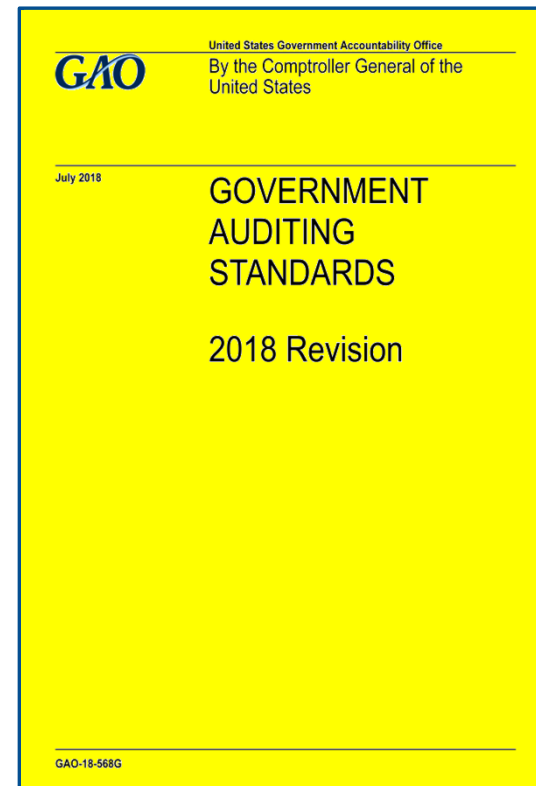 United States Government Accountability Office
GAO
By the Comptroller General of the
United States
July 2018
GOVERNMENT
AUDITING
STANDARDS
2018 Revision
GAO-18-568G